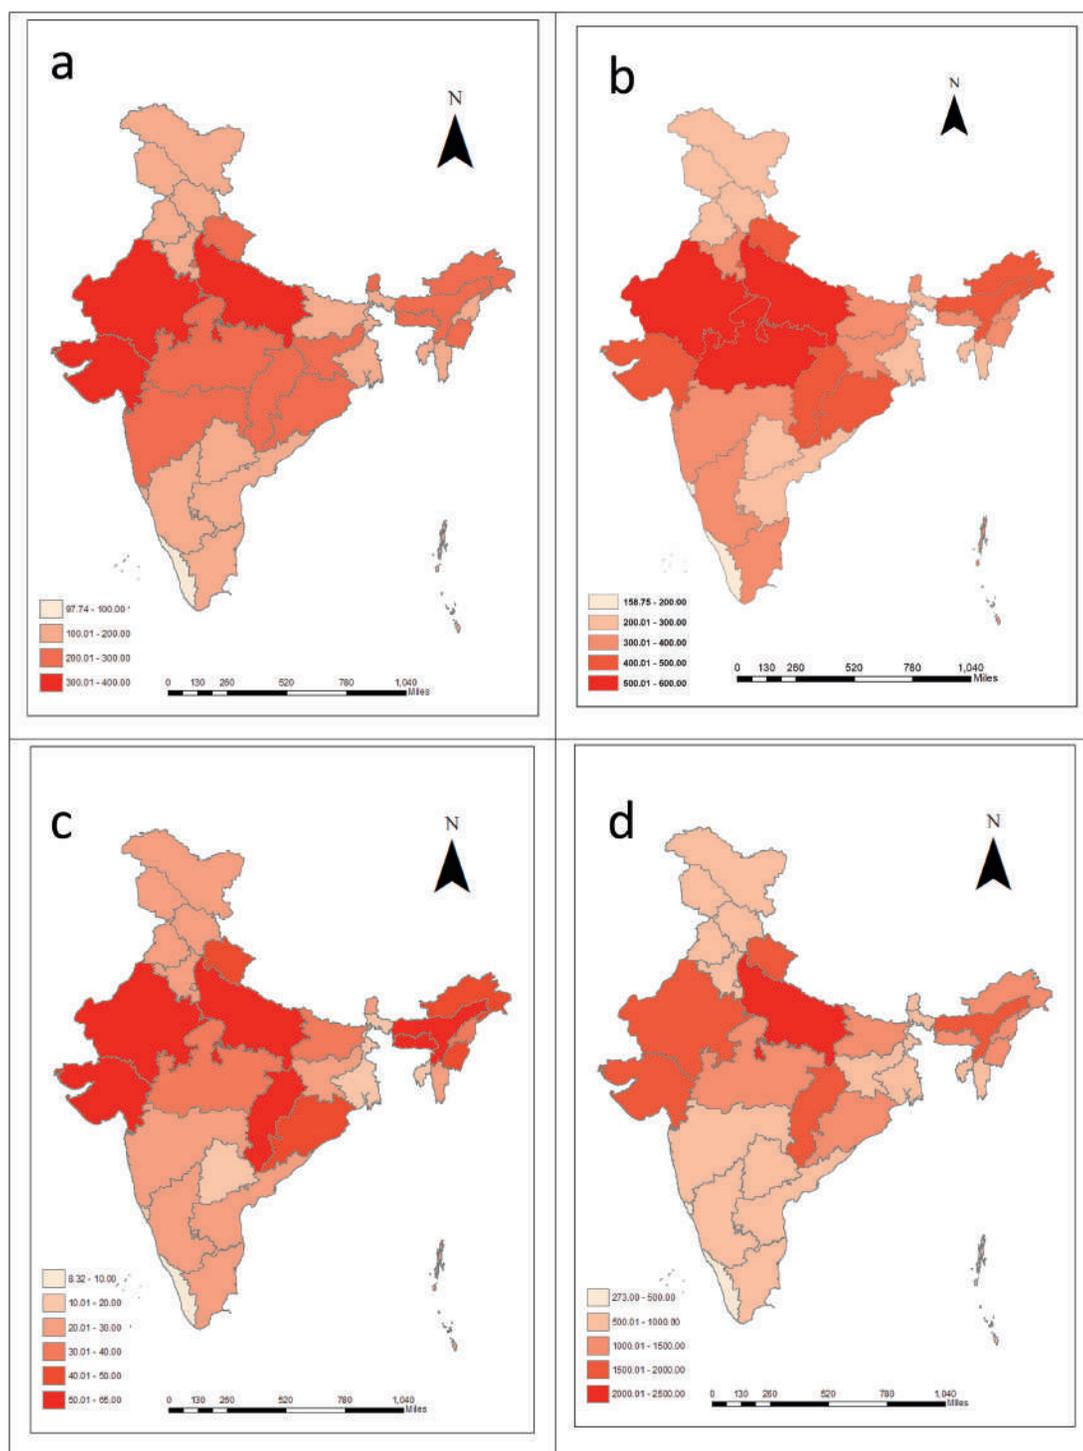 a
N
97.74 - 100.00
100.01 - 200.00
200.01 - 300.00
300.01 - 400.00
0 130 260 520 780 1,040
Miles
b
N
158.75 - 200.00
200.01 - 300.00
300.01 - 400.00
400.01 - 500.00
500.01 - 600.00
0 130 260 520 780 1,040
Miles
c
N
8.32 - 10.00
10.01 - 20.00
20.01 - 30.00
30.01 - 40.00
40.01 - 50.00
50.01 - 65.00
0 130 260 520 780 1,040
Miles
d
N
273.00 - 500.00
500.01 - 1000.00
1000.01 - 1500.00
1500.01 - 2000.00
2000.01 - 2500.00
0 130 260 520 780 1,040
Miles